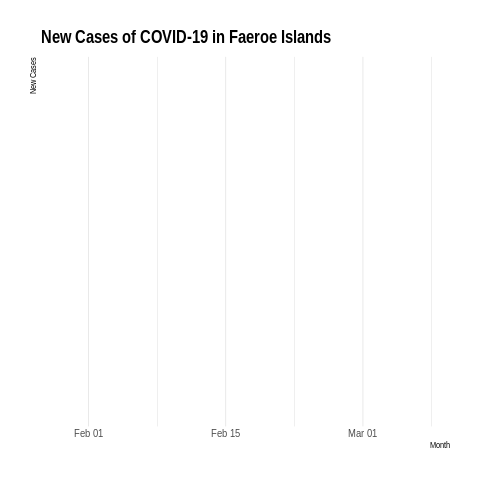 New Cases of COVID-19 in Faeroe Islands
New Cases
Feb 01
Feb 15
Mar 01
Month